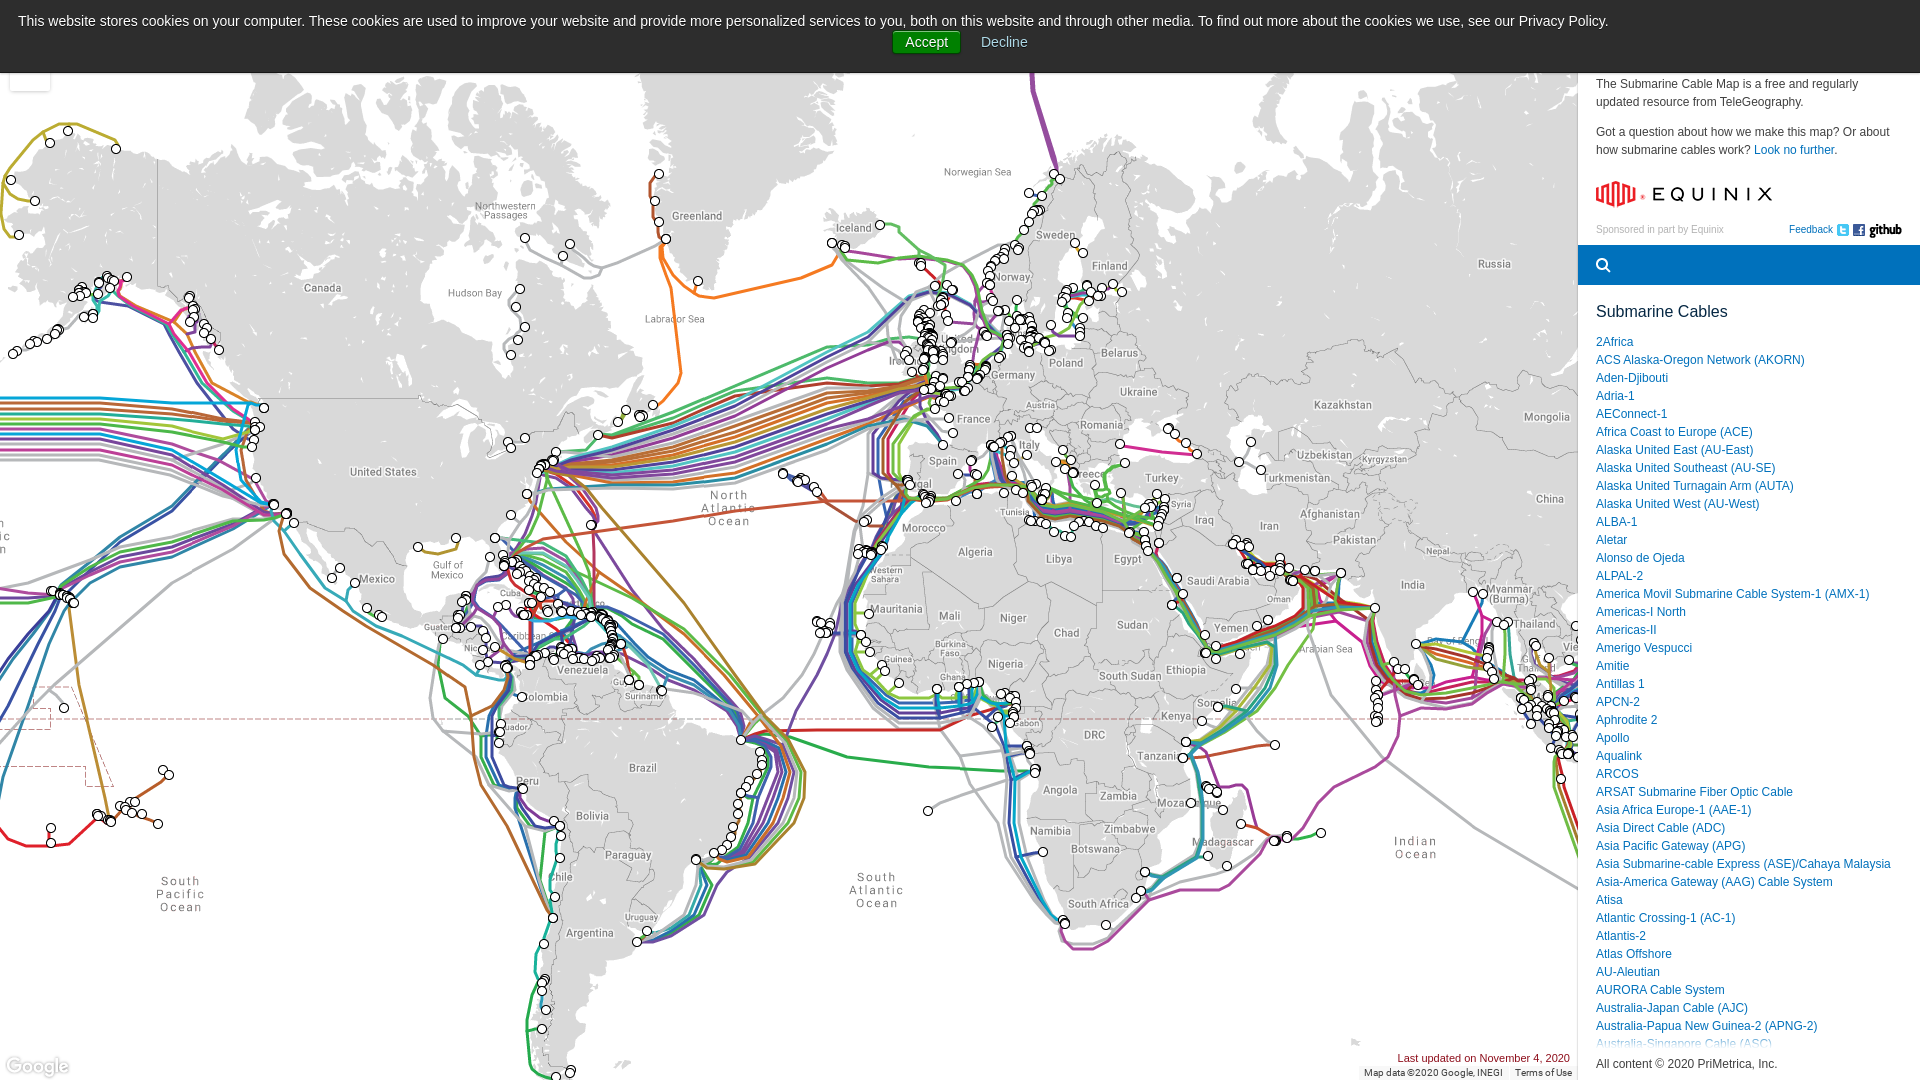 This website stores cookies on your computer. These cookies are used to improve your website and provide more personalized services to you, both on this website and through other media. To find out more about the cookies we use, see our Privacy Policy.
Accept Decline
The Submarine Cable Map is a free and regularly
updated resource from TeleGeography.
Got a question about how we make this map? Or about
how submarine cables work? Look no further.
EQUINIX
Sponsored in part by Equinix
Feedback
github
Submarine Cables
2Africa
ACS Alaska-Oregon Network (AKORN)
Aden-Djibouti
Adria-1
AEConnect-1
Africa Coast to Europe (ACE)
Alaska United East (AU-East)
Alaska United Southeast (AU-SE)
Alaska United Turnagain Arm (AUTA)
Alaska United West (AU-West)
ALBA-1
Aletar
Alonso de Ojeda
ALPAL-2
America Movil Submarine Cable System-1 (AMX-1)
Americas-I North
Americas-II
Amerigo Vespucci
Amitie
Antillas 1
APCN-2
Aphrodite 2
Apollo
Aqualink
ARCOS
ARSAT Submarine Fiber Optic Cable
Asia Africa Europe-1 (AAE-1)
Asia Direct Cable (ADC)
Asia Pacific Gateway (APG)
Asia Submarine-cable Express (ASE)/Cahaya Malaysia
Asia-America Gateway (AAG) Cable System
Atisa
Atlantic Crossing-1 (AC-1)
Atlantis-2
Atlas Offshore
AU-Aleutian
AURORA Cable System
Australia-Japan Cable (AJC)
Australia-Papua New Guinea-2 (APNG-2)
Australia-Singapore Cable (ASC)
All content © 2020 PriMetrica, Inc.
Norwegian Sea
Northwestern
Passages
Greenland
Iceland
Sweden
Finland
Norway
Russia
Canada
Hudson Bay
Labrador Sea
Belarus
Poland
Germany
Ukraine
Austria
France
Romania
Kazakhstan
Mongolia
Italy
Spain
United States
Uzbekistan
Kyrgyzstan
Turkmenistan
Turkey
Syria
China
North
Atlantic
Ocean
Tunisia
Morocco
Iraq
Iran
Afghanistan
Pakistan
Nepal
Algeria
Libya
Egypt
Western
Sahara
Saudi Arabia
India
Myanmar
(Burma)
Oman
Gulf of
Mexico
Mexico
Cuba
Mauritania
Mali
Niger
Chad
Sudan
Yemen
Thailand
Arabian Sea
Burkina
Faso
Guinea
Ghana
Nigeria
Ethiopia
South Sudan
Venezuela
Suriname
Kenya
Gabon
DRC
Brazil
Peru
Angola
Zambia
Bolivia
Namibia
Zimbabwe
Botswana
Madagascar
Paraguay
Chile
South Africa
Uruguay
Argentina
Indian
Ocean
South
Pacific
Ocean
South
Atlantic
Ocean
Google
Last updated on November 4, 2020
Map data ©2020 Google, INEGI Terms of Use